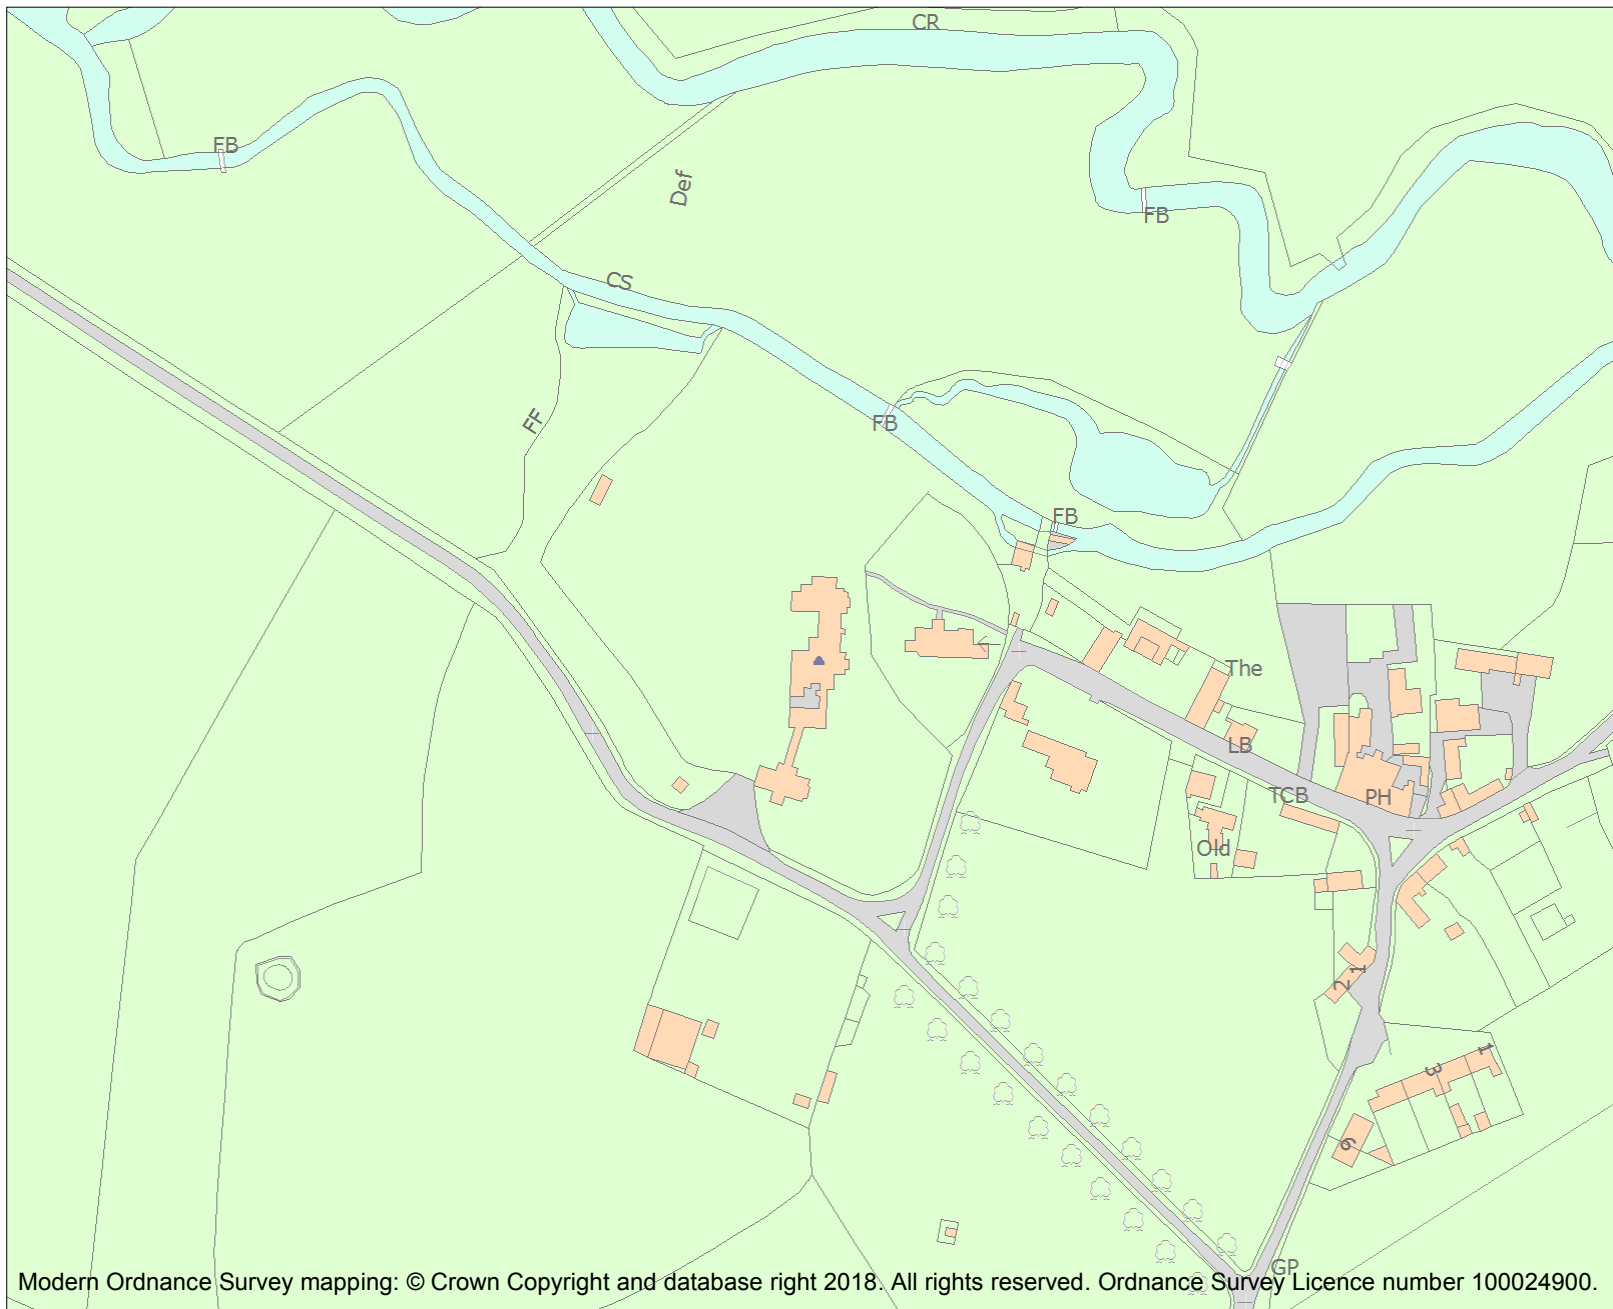 CR
FB
Def
FB
CS
FF
FB
FB
The
LB
TCB
PH
Old
1
2
1
3
6
GP
Modern Ordnance Survey mapping: © Crown Copyright and database right 2018. All rights reserved. Ordnance Survey Licence number 100024900.